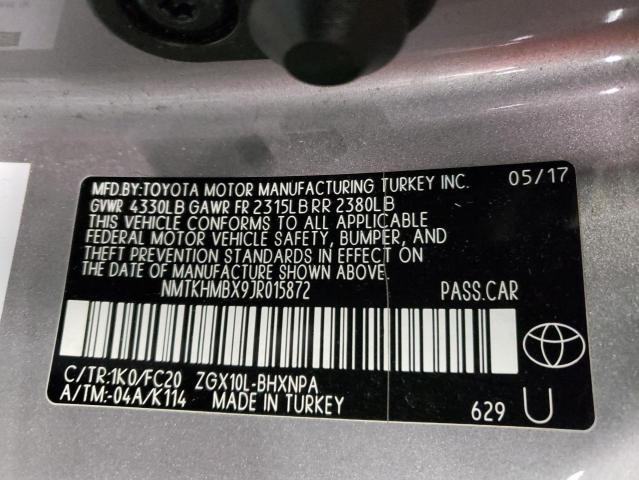 MFD.BY:TOYOTA MOTOR MANUFACTURING TURKEY INC. 05/17
GVWR 4330LB GAWR FR 2315LB RR 2380LB
THIS VEHICLE CONFORMS TO ALL APPLICABLE
FEDERAL MOTOR VEHICLE SAFETY, BUMPER, AND
THEFT PREVENTION STANDARDS IN EFFECT ON
THE DATE OF MANUFACTURE SHOWN ABOVE.
NMTKHMBX9JR015872 PASS.CAR
C/TR:1K0/FC20 ZGX10L-BHXNPA
A/TM:-04A/K114 MADE IN TURKEY 629 U